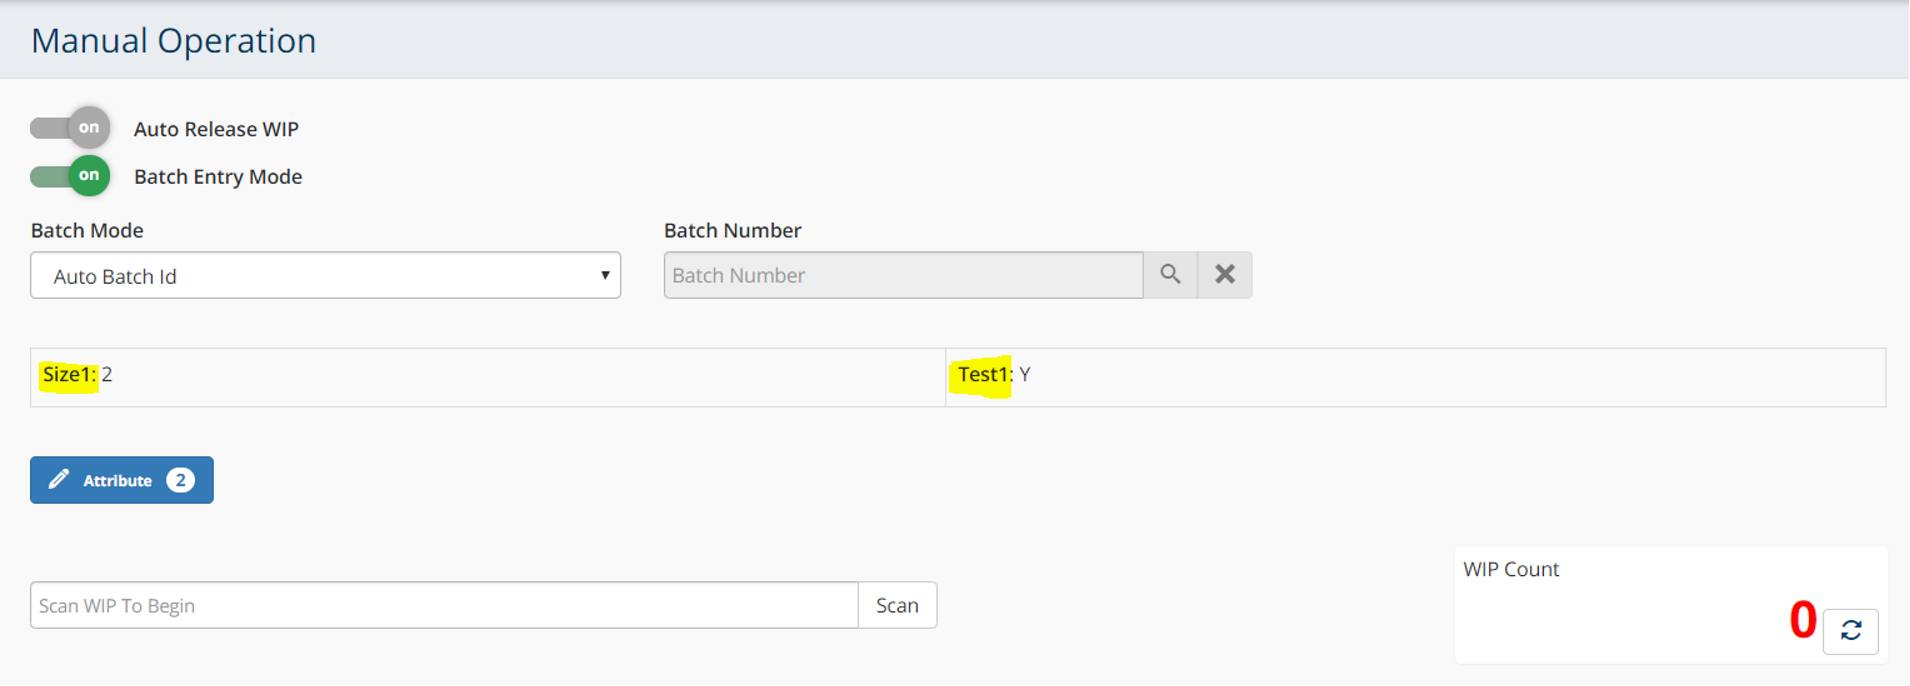 Manual Operation
on Auto Release WIP
on Batch Entry Mode
Batch Mode Batch Number
Auto Batch Id Batch Number
Size1: 2 Test1: Y
Attribute 2
WIP Count
Scan WIP To Begin Scan
0